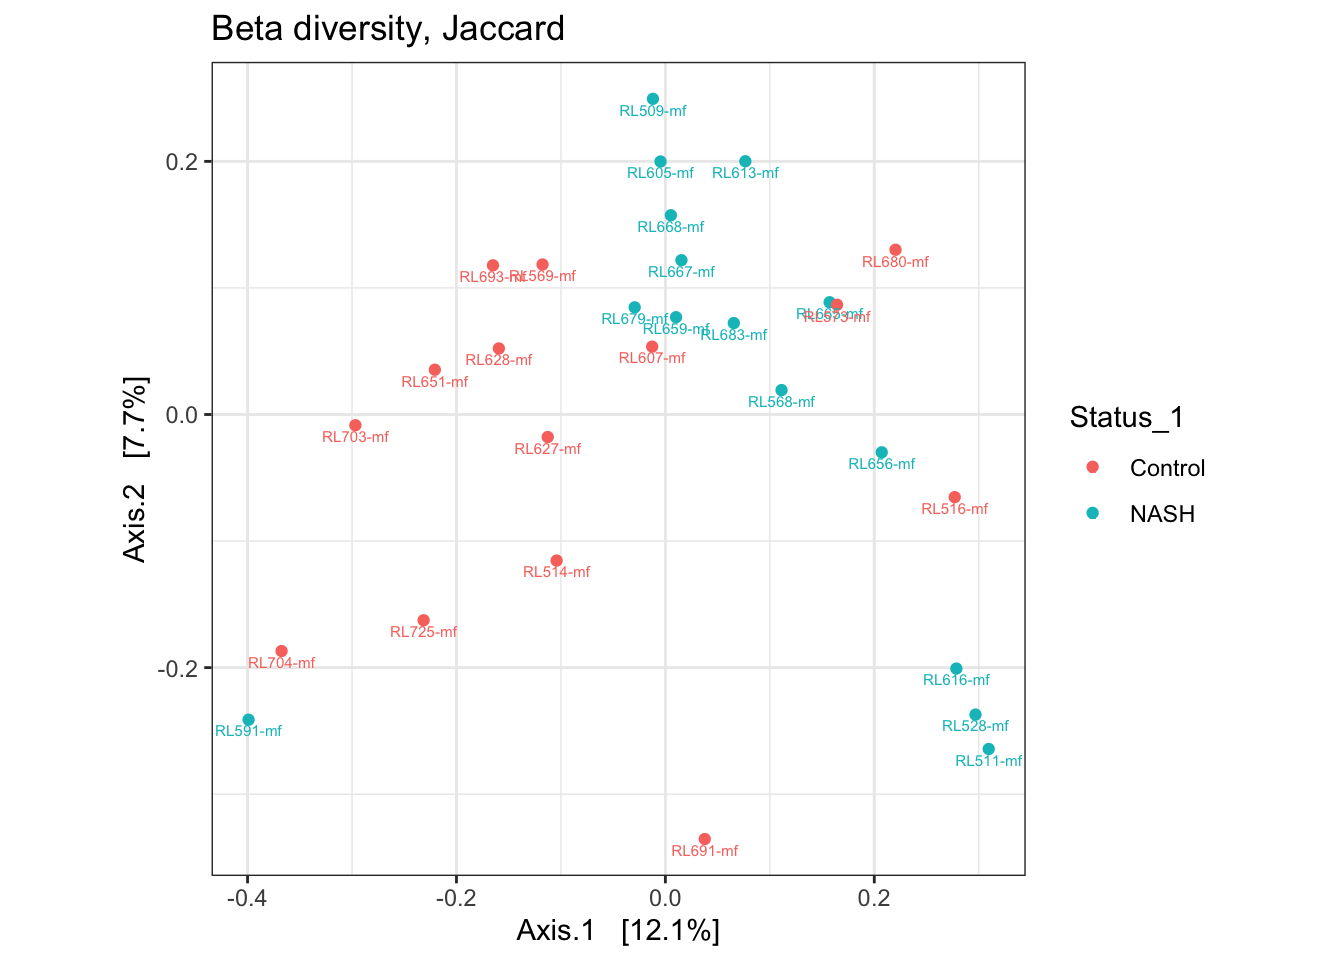 Beta diversity, Jaccard
RL509-mf
0.2
RL605-mf
RL613-mf
RL668-mf
RL680-mf
RL693-mf
RL569-mf
RL667-mf
RL679-mf
RL659-mf
RL683-mf
RL573-mf
RL628-mf
RL607-mf
RL651-mf
RL568-mf
0.0
RL703-mf
RL627-mf
RL656-mf
RL516-mf
RL514-mf
RL725-mf
RL704-mf
-0.2
RL616-mf
RL591-mf
RL528-mf
RL511-mf
RL691-mf
-0.4
-0.2
0.0
0.2
Axis.1 [12.1%]
Axis.2 [7.7%]
Status_1
Control
NASH